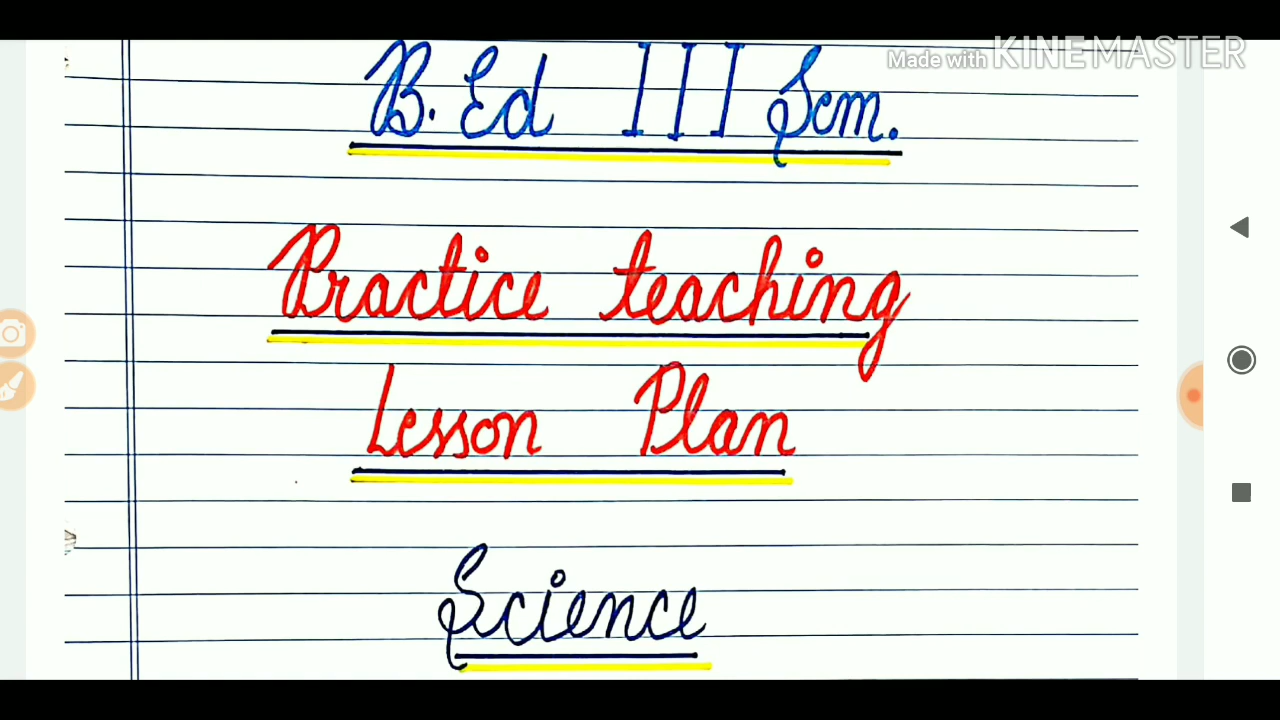 Made with KINEMASTER
B. Ed III Sem.
Practice teaching
Lesson Plan
Science